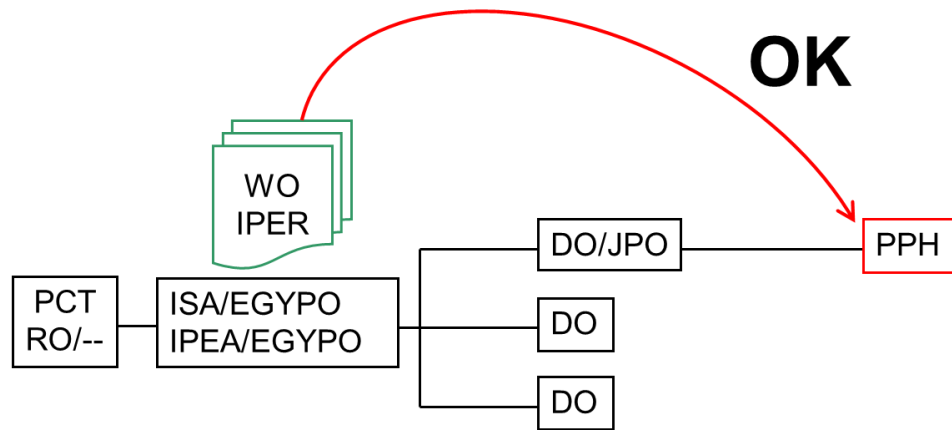 OK
WO
IPER
DO/JPO
PPH
PCT
RO/--
ISA/EGYPO
IPEA/EGYPO
DO
DO